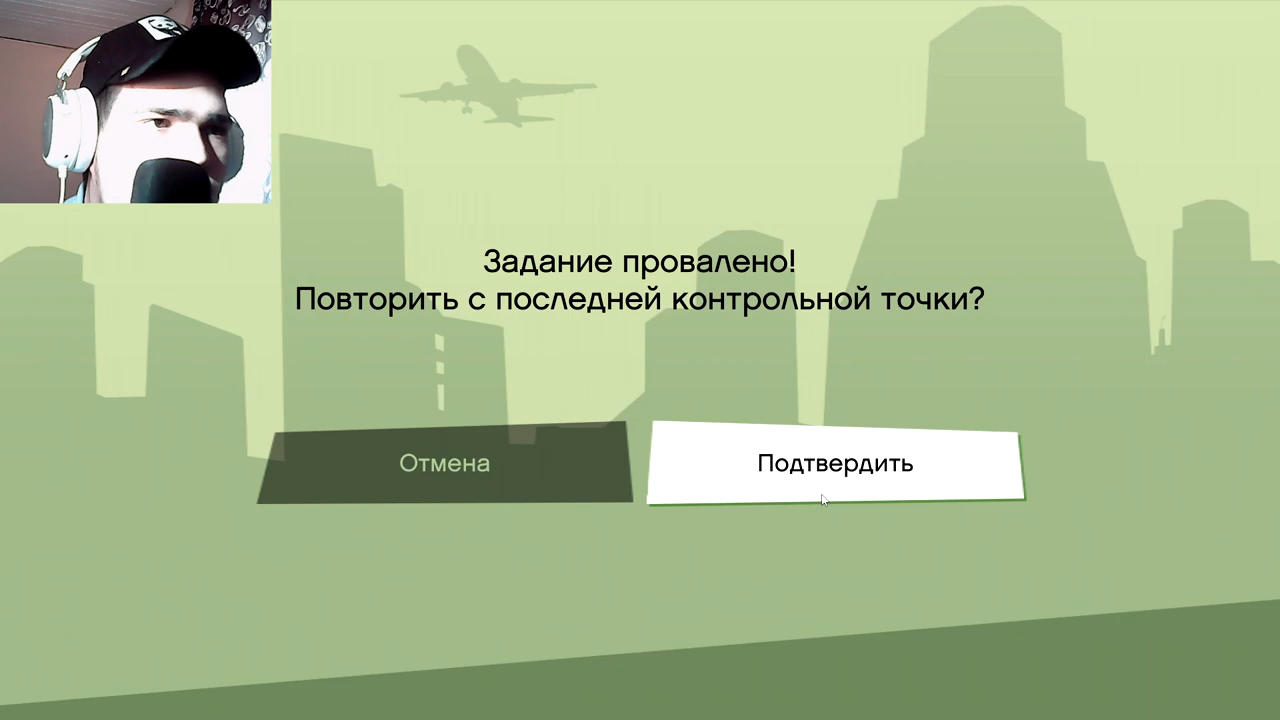 Задание провалено!
Повторить с последней контрольной точки?
Отмена
Подтвердить